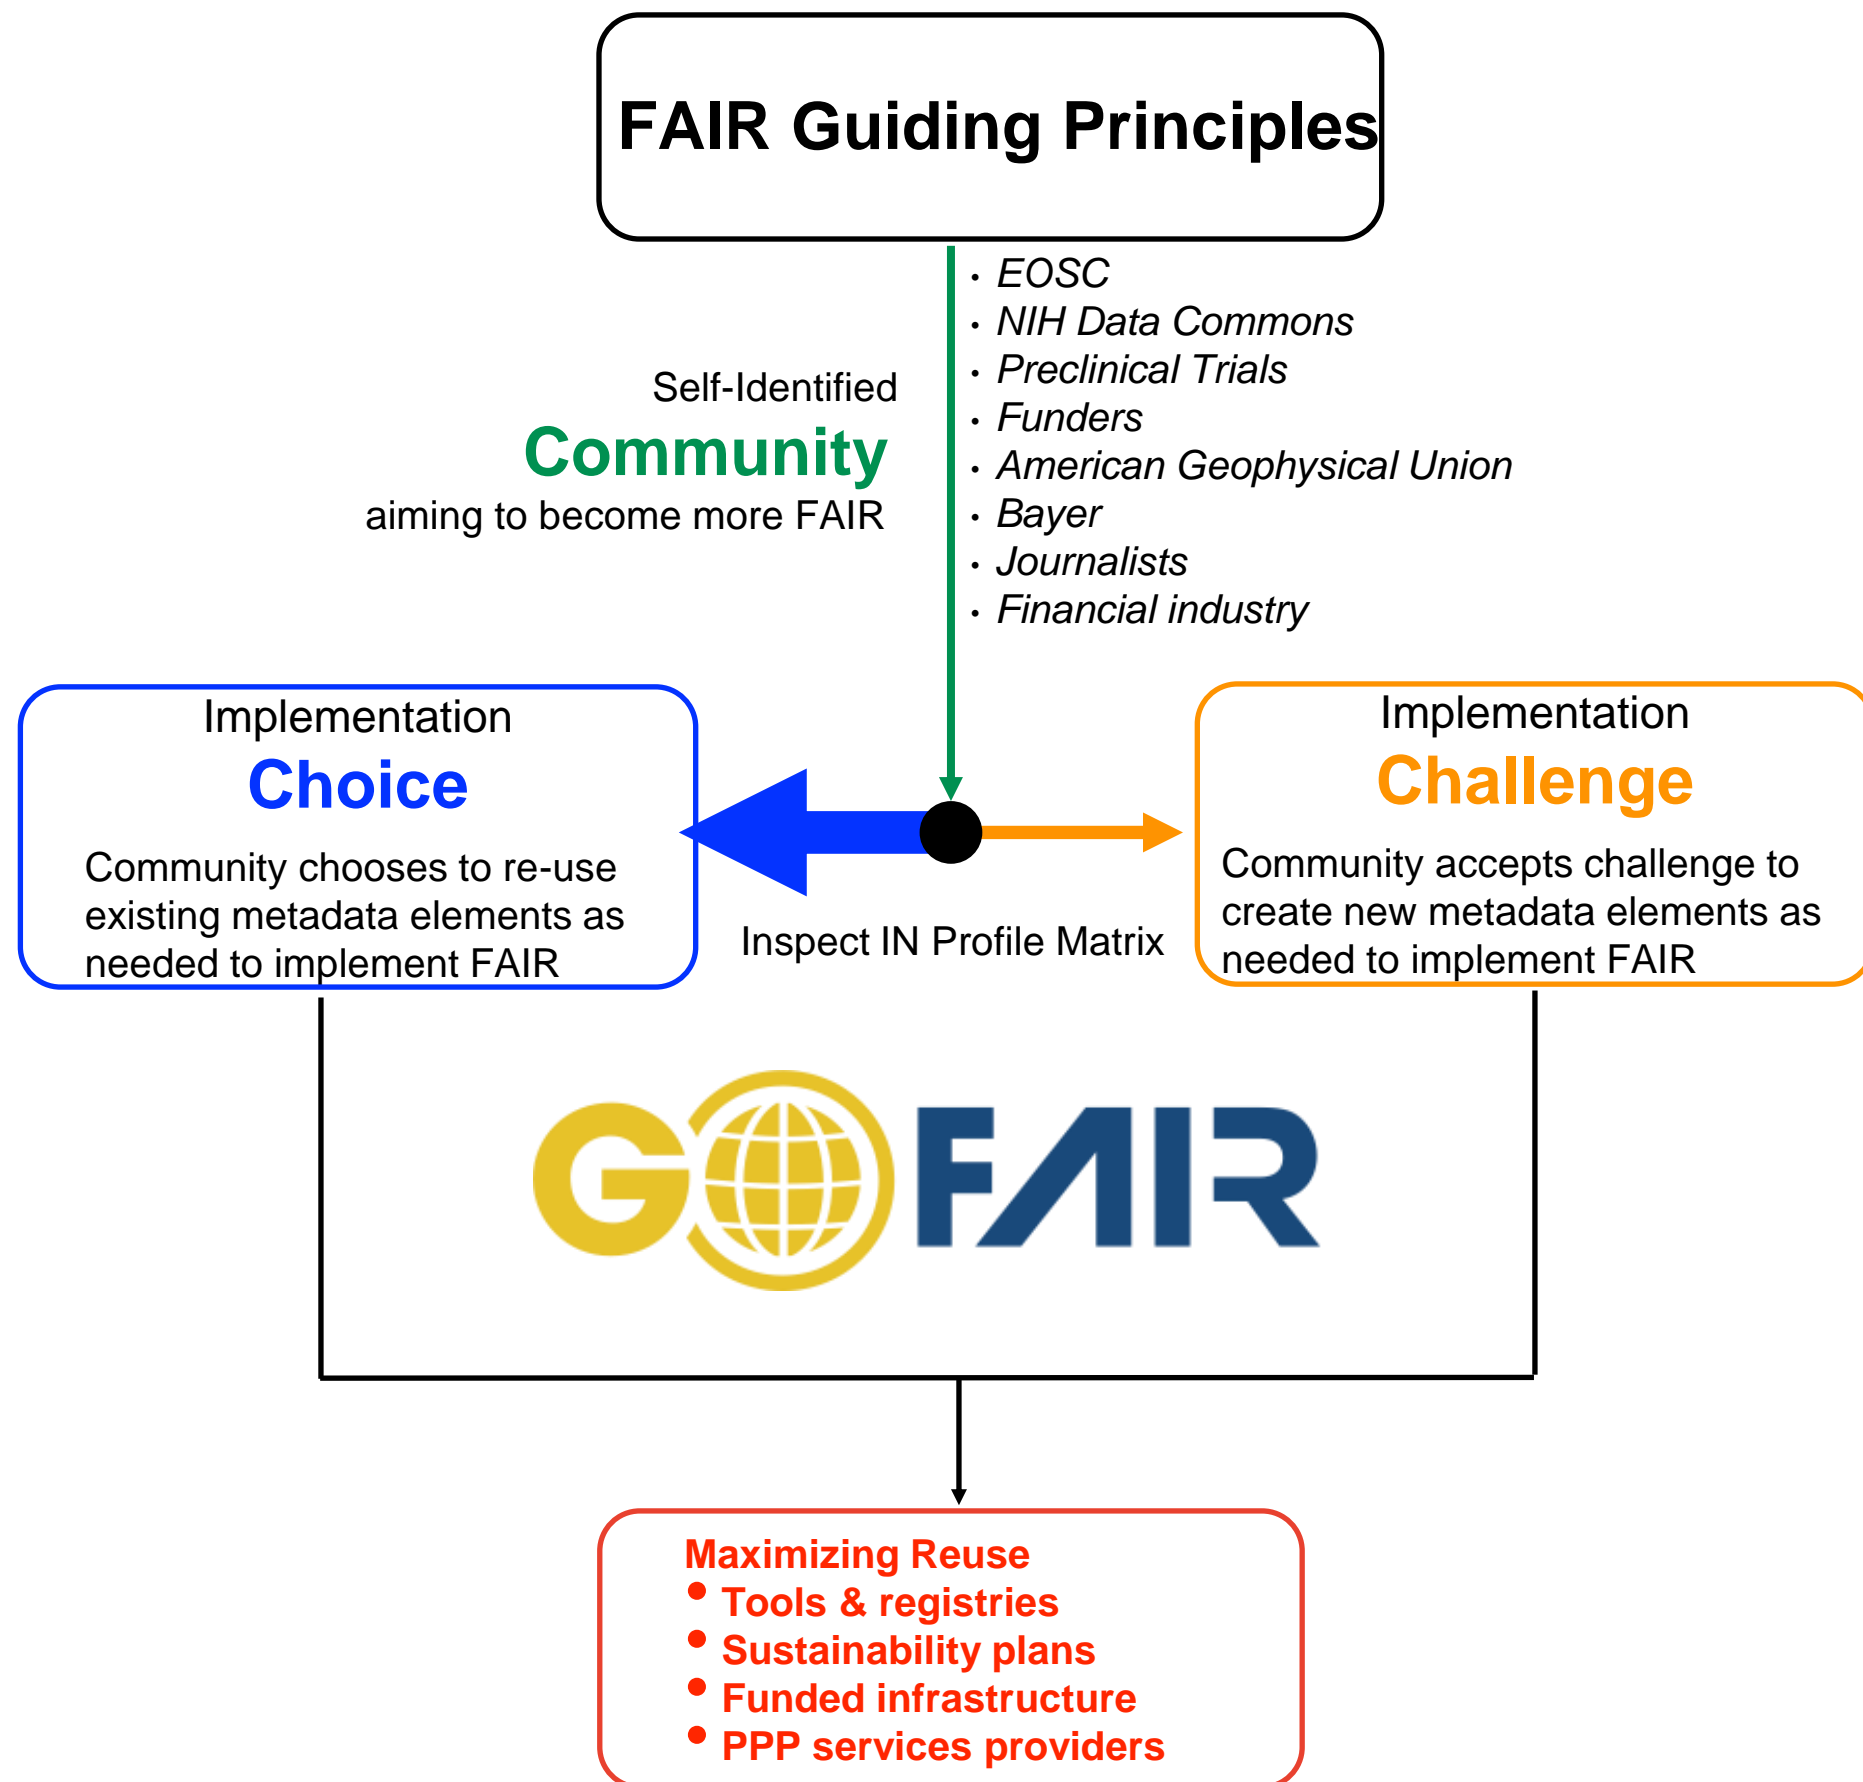 FAIR Guiding Principles
• EOSC
• NIH Data Commons
• Preclinical Trials
• Funders
• American Geophysical Union
• Bayer
• Journalists
• Financial industry
Self-Identified
Community
aiming to become more FAIR
Implementation
Choice
Community chooses to re-use
existing metadata elements as
needed to implement FAIR
Inspect IN Profile Matrix
Implementation
Challenge
Community accepts challenge to
create new metadata elements as
needed to implement FAIR
GO FAIR
Maximizing Reuse
• Tools & registries
• Sustainability plans
• Funded infrastructure
• PPP services providers